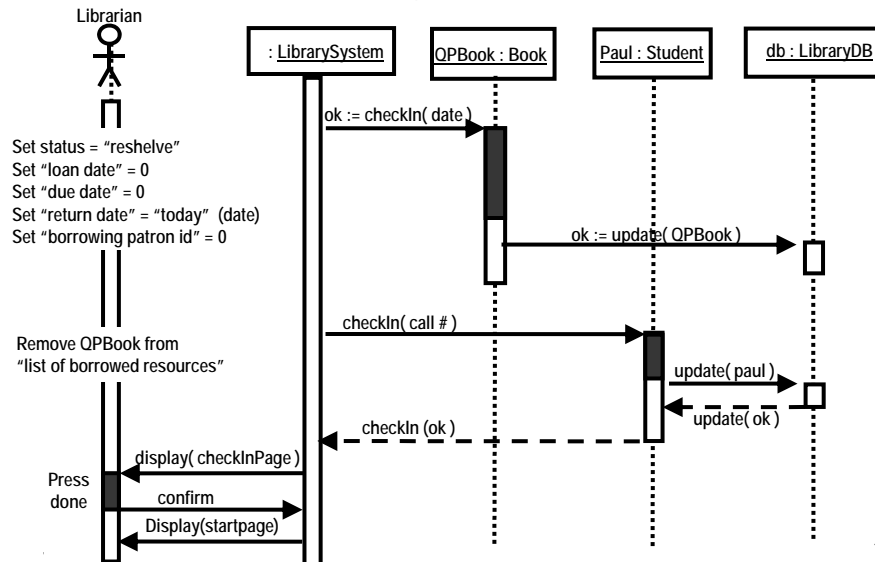 Librarian
: LibrarySystem
QPBook : Book
Paul : Student
db : LibraryDB
ok := checkIn( date )
Set status = “reshelve”
Set “loan date” = 0
Set “due date” = 0
Set “return date” = “today” (date)
Set “borrowing patron id” = 0
ok := update( QPBook )
checkIn( call # )
Remove QPBook from
“list of borrowed resources”
update( paul )
update( ok )
checkIn (ok )
display( checkInPage )
Press
done
confirm
Display(startpage)